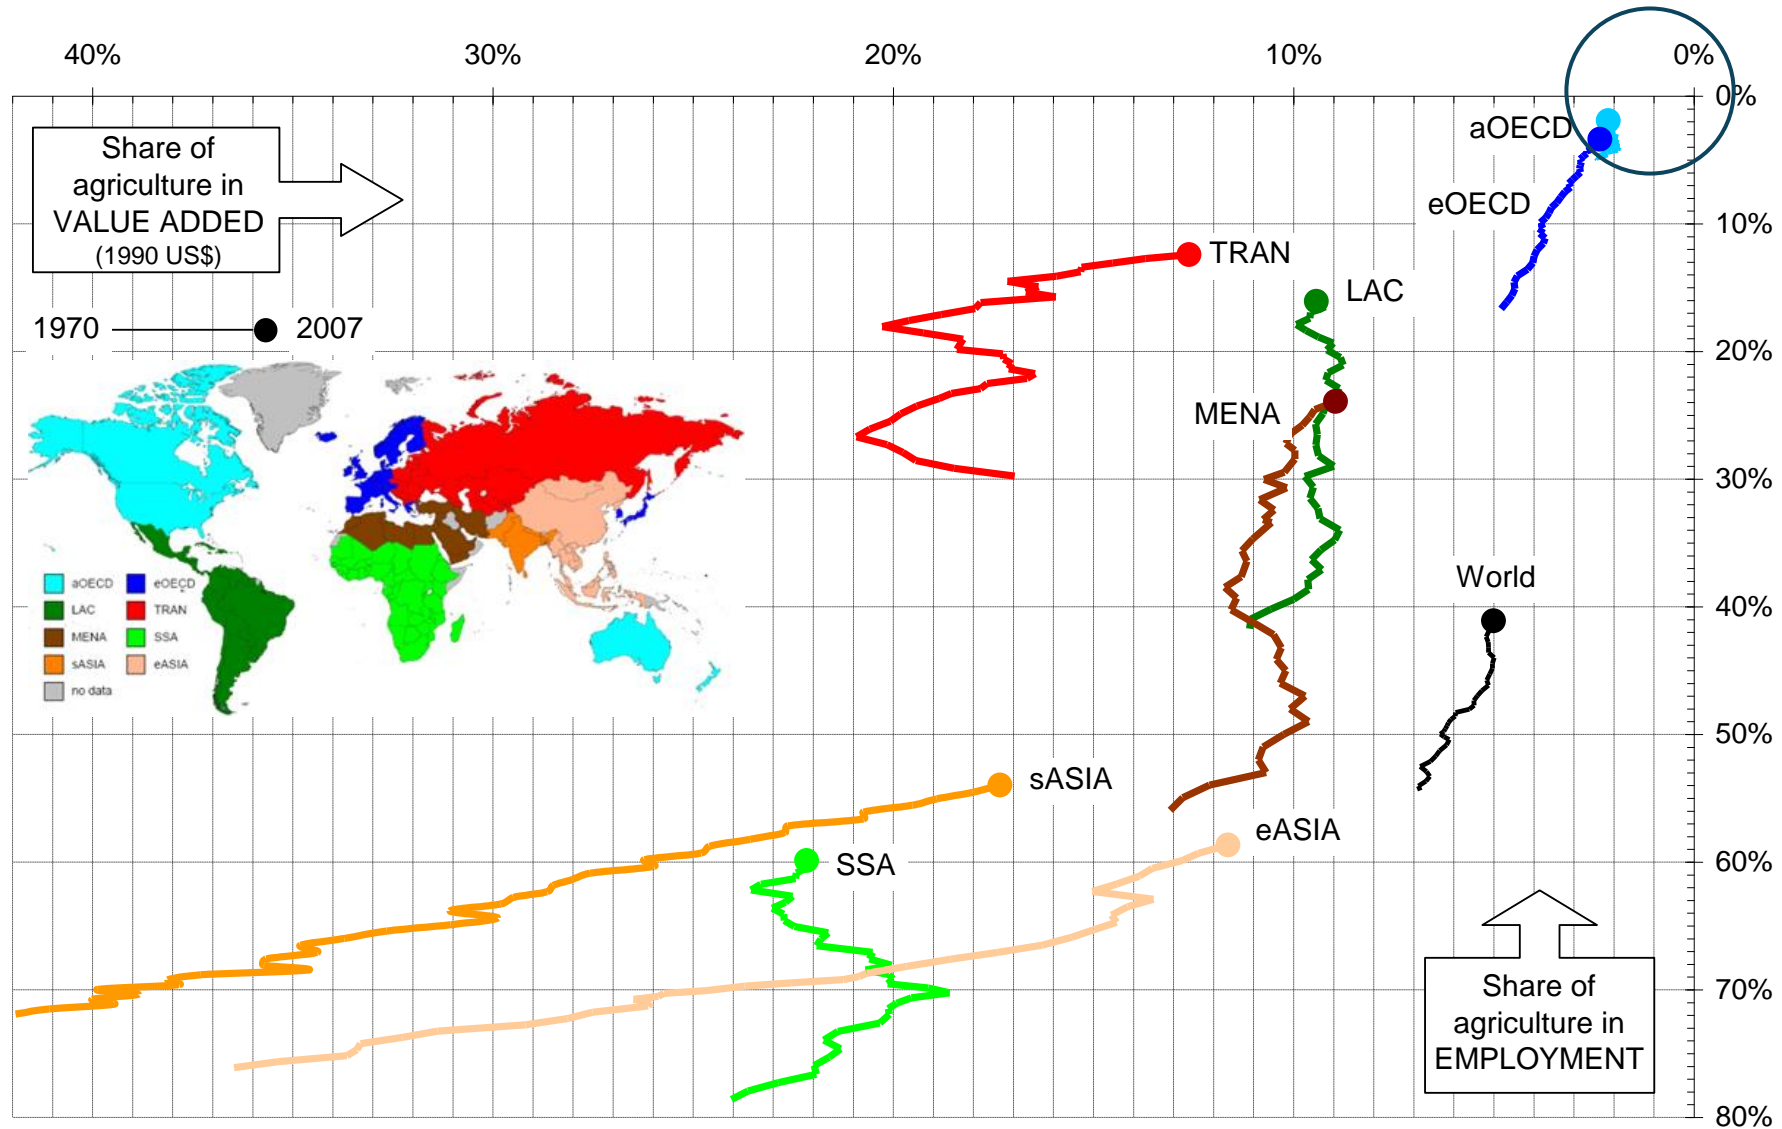 40%
30%
20%
10%
0%
0%
Share of
agriculture in
VALUE ADDED
(1990 US$)
aOECD
eOECD
10%
TRAN
LAC
1970
2007
20%
MENA
30%
World
aOECD
eOECD
LAC
TRAN
MENA
SSA
sASIA
eASIA
no data
40%
50%
sASIA
eASIA
SSA
60%
Share of
agriculture in
EMPLOYMENT
70%
80%